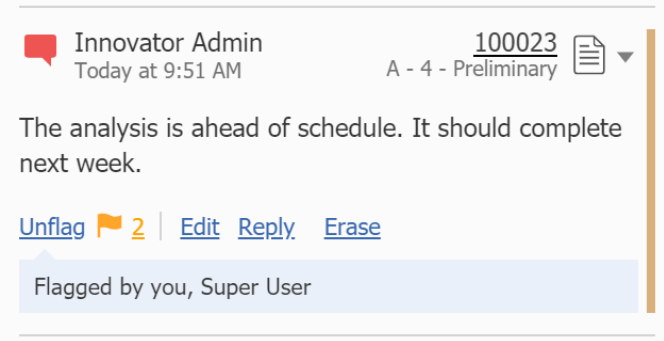 Innovator Admin 100023
Today at 9:51 AM A - 4 - Preliminary
The analysis is ahead of schedule. It should complete
next week.
Unflag 2 Edit Reply Erase
Flagged by you, Super User